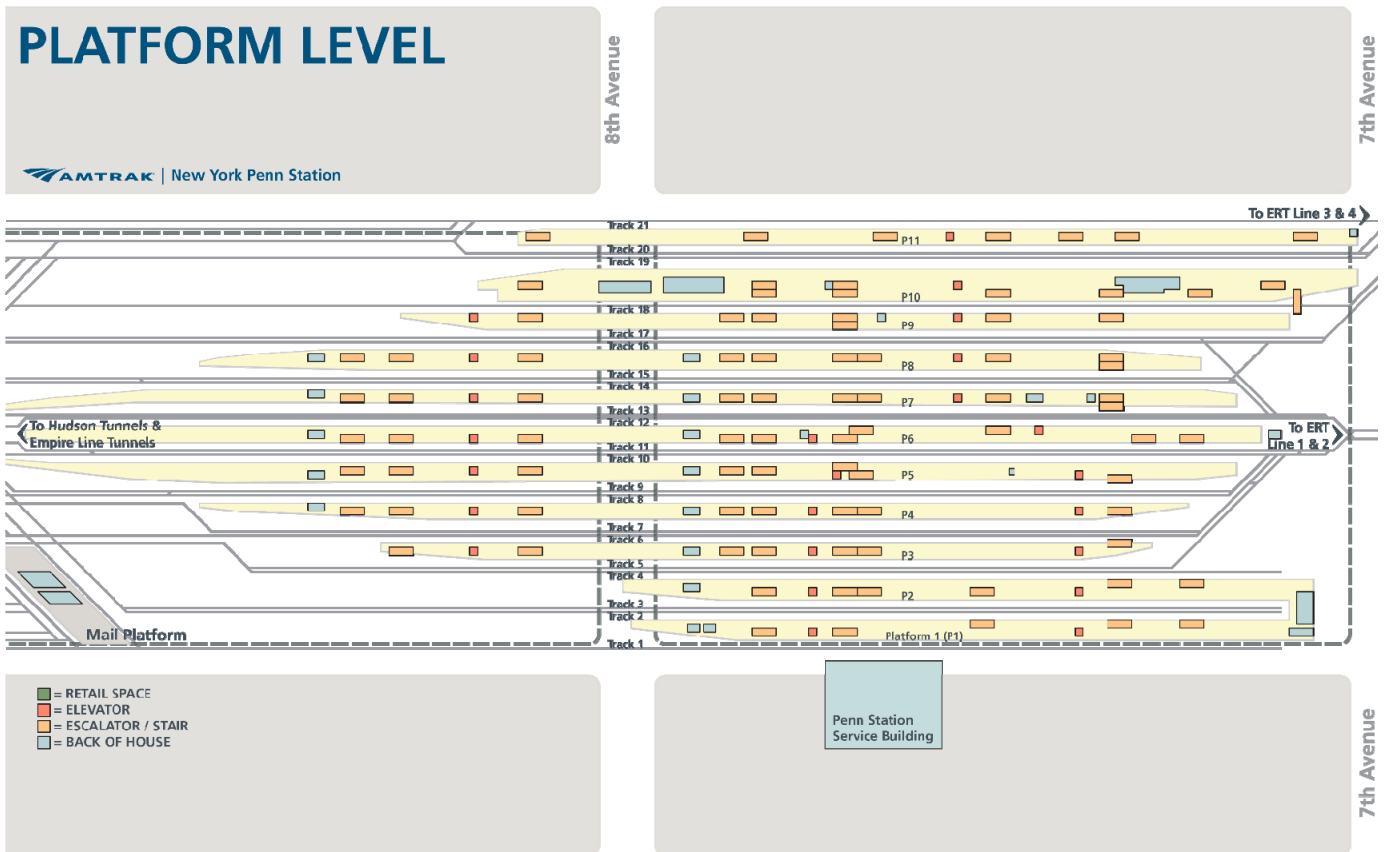 PLATFORM LEVEL
8th Avenue
7th Avenue
AMTRAK | New York Penn Station
To ERT Line 3 & 4
Track 21
P11
Track 20
Track 19
P10
Track 18
P9
Track 17
Track 16
P8
Track 15
Track 14
P7
Track 13
To Hudson Tunnels &
Empire Line Tunnels
Track 12
P6
Track 11
To ERT
Line 1 & 2
Track 10
P5
Track 9
Track 8
P4
Track 7
Track 6
P3
Track 5
Track 4
P2
Track 3
Track 2
Mail Platform
Platform 1 (P1)
Track 1
= RETAIL SPACE
= ELEVATOR
= ESCALATOR / STAIR
= BACK OF HOUSE
Penn Station
Service Building
7th Avenue